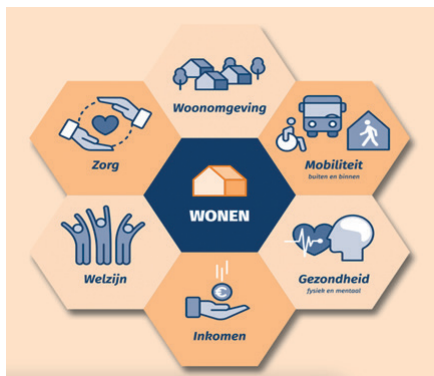 Woonomgeving
Zorg
Mobiliteit
buiten en binnen
WONEN
Welzijn
Gezondheid
fysiek en mentaal
Inkomen